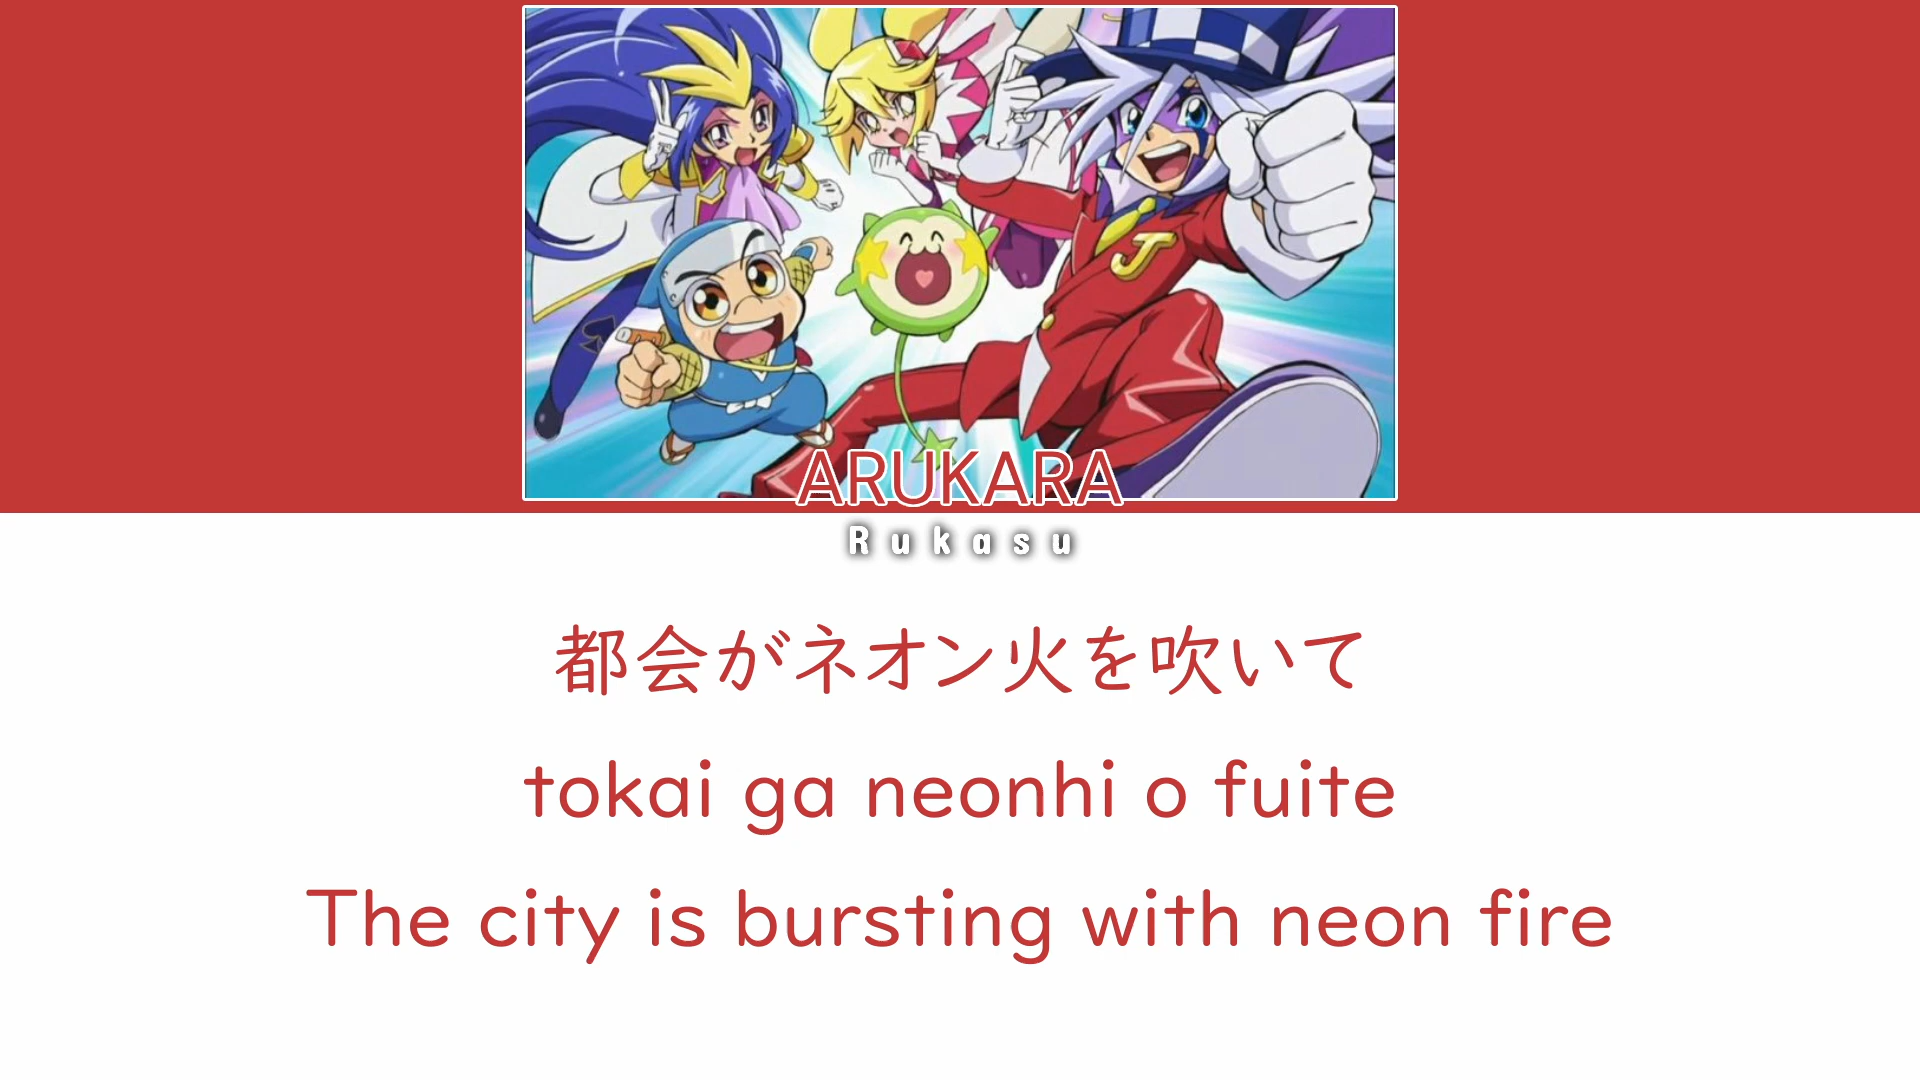 J
ARUKARA
Rukasu
都会がネオン火を吹いて
tokai ga neonhi o fuite
The city is bursting with neon fire